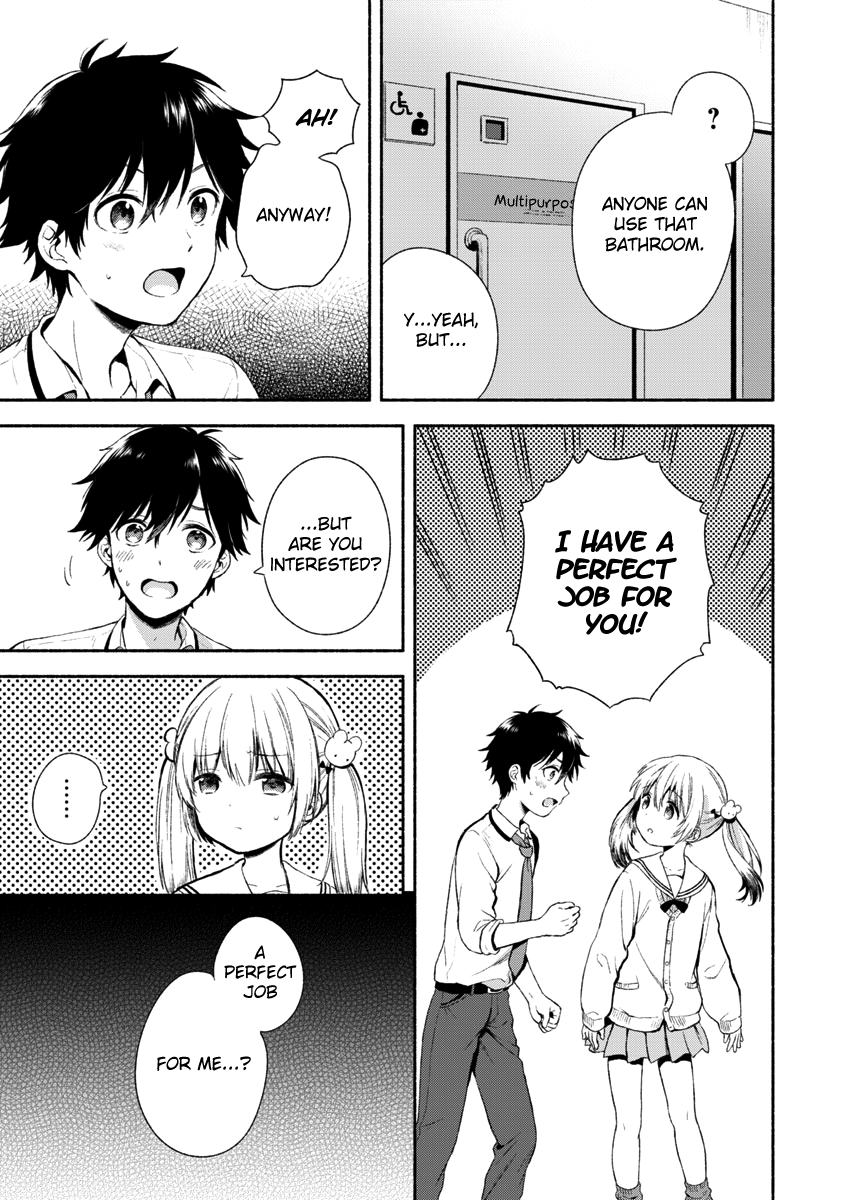 ?
ANYONE CAN
USE THAT
BATHROOM.
Multipurpos
Y...YEAH,
BUT...
AH!
ANYWAY!
I HAVE A
PERFECT
JOB FOR
YOU!
...BUT
ARE YOU
INTERESTED?
......
A
PERFECT
JOB
FOR ME...?